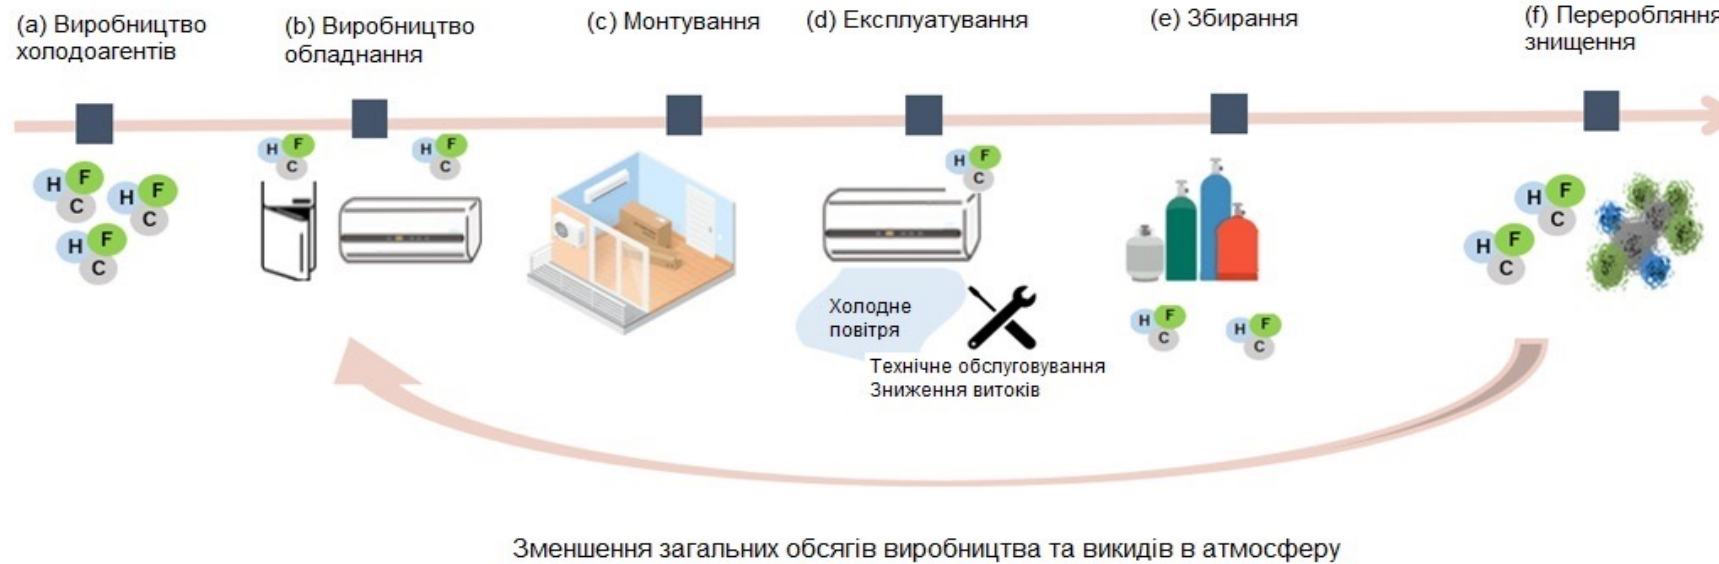 (a) Виробництво
холодоагентів
(b) Виробництво
обладнання
(c) Монтування
(d) Експлуатування
(e) Збирання
(f) Переробляння
знищення
H F C
H F C
H F C
H F C
H F C
H F C
H F C
H F C
H F C
H F C
Холодне
повітря
Технічне обслуговування
Зниження витоків
Зменшення загальних обсягів виробництва та викидів в атмосферу